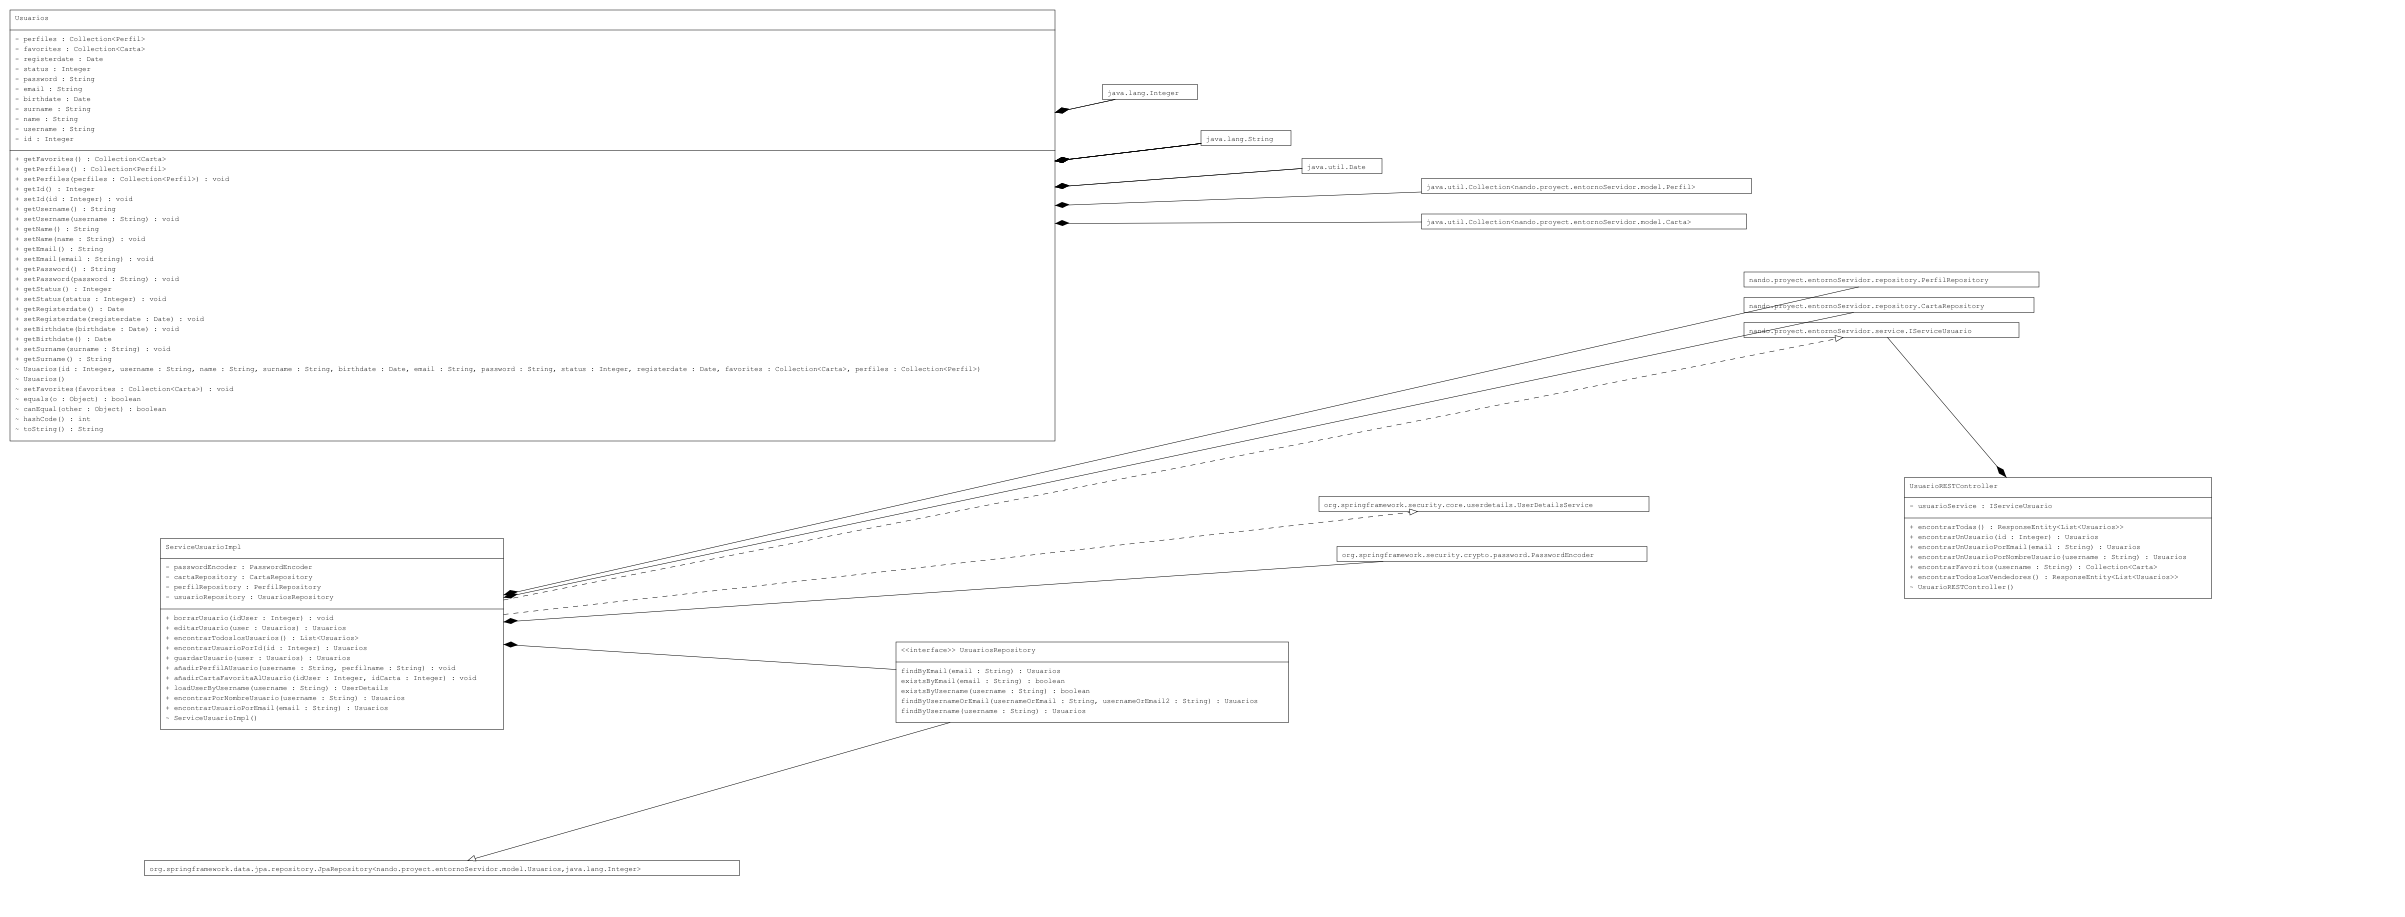 Usuarios
- perfiles : Collection<Perfil>
- favorites : Collection<Carta>
- registerdate : Date
- status : Integer
- password : String
- email : String
- birthdate : Date
- surname : String
- name : String
- username : String
- id : Integer
+ getFavorites() : Collection<Carta>
+ getPerfiles() : Collection<Perfil>
+ setPerfiles(perfiles : Collection<Perfil>) : void
+ getId() : Integer
+ setId(id : Integer) : void
+ getUsername() : String
+ setUsername(username : String) : void
+ getName() : String
+ setName(name : String) : void
+ getEmail() : String
+ setEmail(email : String) : void
+ getPassword() : String
+ setPassword(password : String) : void
+ getStatus() : Integer
+ setStatus(status : Integer) : void
+ getRegisterdate() : Date
+ setRegisterdate(registerdate : Date) : void
+ setBirthdate(birthdate : Date) : void
+ getBirthdate() : Date
+ setSurname(surname : String) : void
+ getSurname() : String
~ Usuarios(id : Integer, username : String, name : String, surname : String, birthdate : Date, email : String, password : String, status : Integer, registerdate : Date, favorites : Collection<Carta>, perfiles : Collection<Perfil>)
~ Usuarios()
~ setFavorites(favorites : Collection<Carta>) : void
~ equals(o : Object) : boolean
~ canEqual(other : Object) : boolean
~ hashCode() : int
~ toString() : String
java.lang.Integer
java.lang.String
java.util.Date
java.util.Collection<nando.proyect.entornoServidor.model.Perfil>
java.util.Collection<nando.proyect.entornoServidor.model.Carta>
nando.proyect.entornoServidor.repository.PerfilRepository
nando.proyect.entornoServidor.repository.CartaRepository
nando.proyect.entornoServidor.service.IServiceUsuario
UsuarioRESTController
- usuarioService : IServiceUsuario
+ encontrarTodas() : ResponseEntity<List<Usuarios>>
+ encontrarUnUsuario(id : Integer) : Usuarios
+ encontrarUnUsuarioPorEmail(email : String) : Usuarios
+ encontrarUnUsuarioPorNombreUsuario(username : String) : Usuarios
+ encontrarFavoritos(username : String) : Collection<Carta>
+ encontrarTodosLosVendedores() : ResponseEntity<List<Usuarios>>
~ UsuarioRESTController()
org.springframework.security.core.userdetails.UserDetailsService
org.springframework.security.crypto.password.PasswordEncoder
ServiceUsuarioImpl
- passwordEncoder : PasswordEncoder
- cartaRepository : CartaRepository
- perfilRepository : PerfilRepository
- usuarioRepository : UsuariosRepository
+ borrarUsuario(idUser : Integer) : void
+ editarUsuario(user : Usuarios) : Usuarios
+ encontrarTodoslosUsuarios() : List<Usuarios>
+ encontrarUsuarioPorId(id : Integer) : Usuarios
+ guardarUsuario(user : Usuarios) : Usuarios
+ añadirPerfilAUsuario(username : String, perfilname : String) : void
+ añadirCartaFavoritaAlUsuario(idUser : Integer, idCarta : Integer) : void
+ loadUserByUsername(username : String) : UserDetails
+ encontrarPorNombreUsuario(username : String) : Usuarios
+ encontrarUsuarioPorEmail(email : String) : Usuarios
~ ServiceUsuarioImpl()
<<interface>> UsuariosRepository
findByEmail(email : String) : Usuarios
existsByEmail(email : String) : boolean
existsByUsername(username : String) : boolean
findByUsernameOrEmail(usernameOrEmail : String, usernameOrEmail2 : String) : Usuarios
findByUsername(username : String) : Usuarios
org.springframework.data.jpa.repository.JpaRepository<nando.proyect.entornoServidor.model.Usuarios,java.lang.Integer>